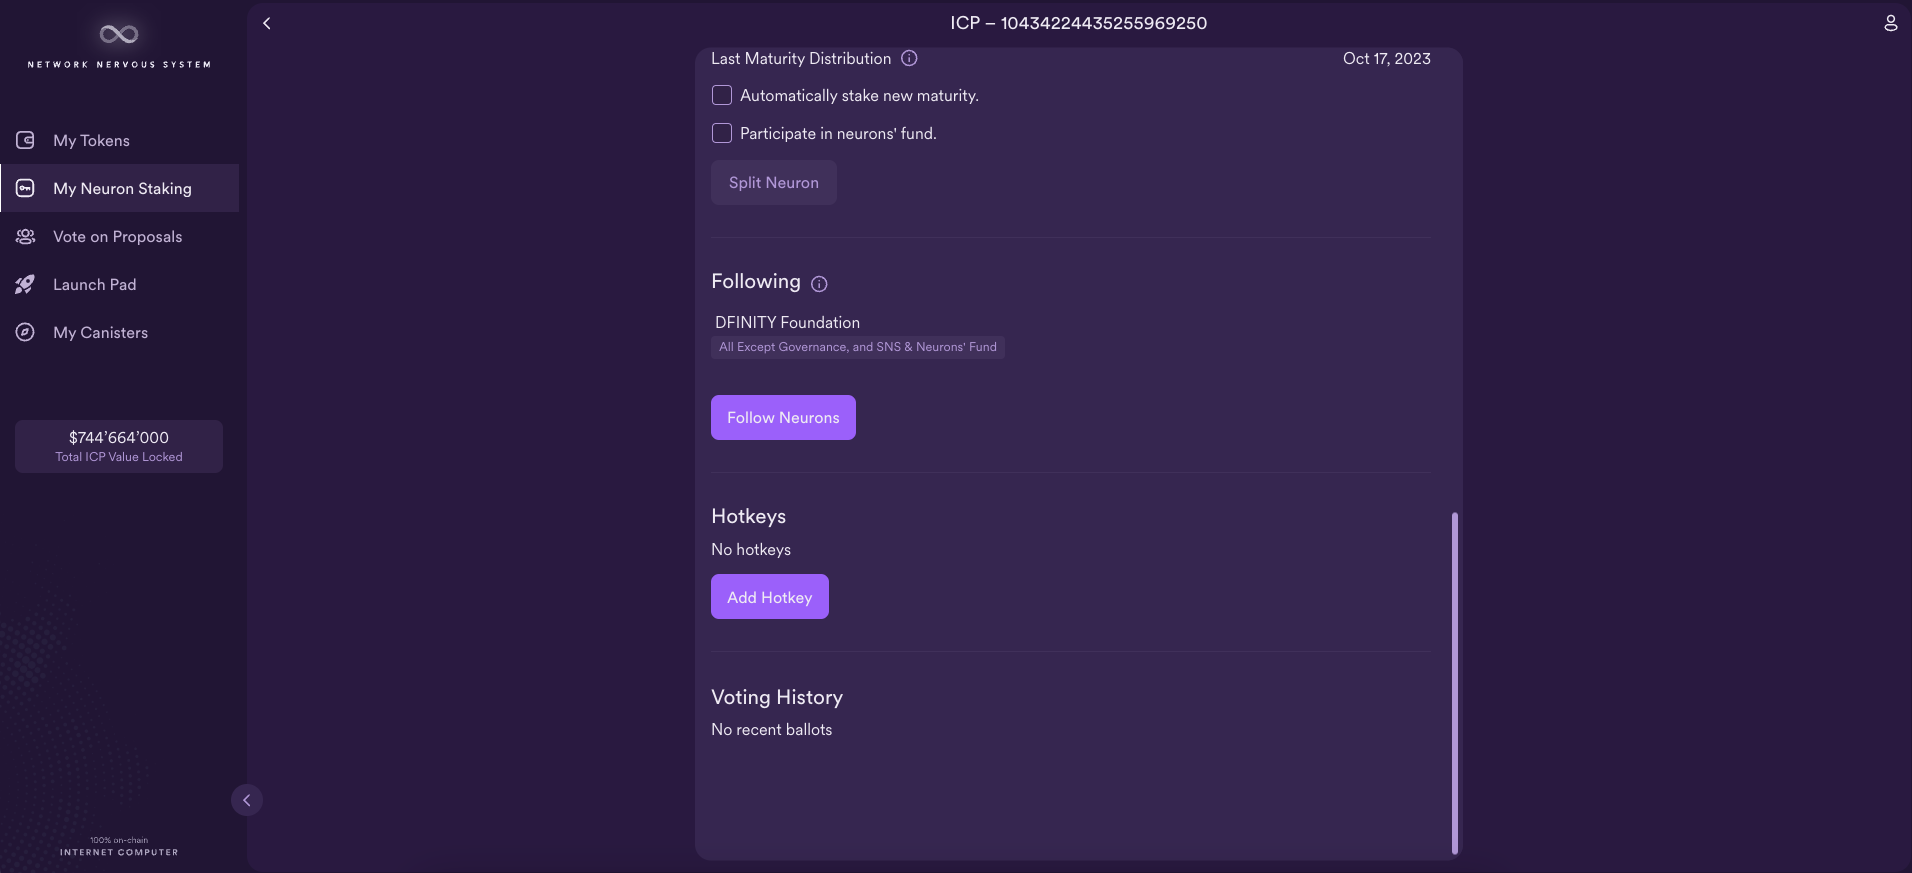 NETWORK NERVOUS SYSTEM
My Tokens
My Neuron Staking
Vote on Proposals
Launch Pad
My Canisters
$744’664’000
Total ICP Value Locked
100% on-chain
INTERNET COMPUTER
ICP – 10434224435255969250
Last Maturity Distribution
Oct 17, 2023
Automatically stake new maturity.
Participate in neurons' fund.
Split Neuron
Following
DFINITY Foundation
All Except Governance, and SNS & Neurons' Fund
Follow Neurons
Hotkeys
No hotkeys
Add Hotkey
Voting History
No recent ballots